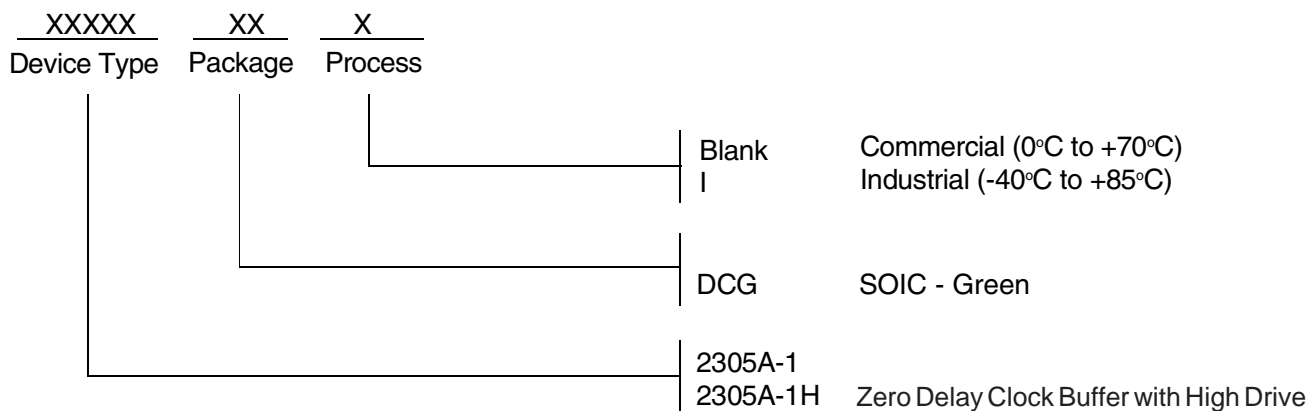 XXXXX XX X
Device Type Package Process
Blank Commercial (0°C to +70°C)
I Industrial (-40°C to +85°C)
DCG SOIC - Green
2305A-1
2305A-1H Zero Delay Clock Buffer with High Drive